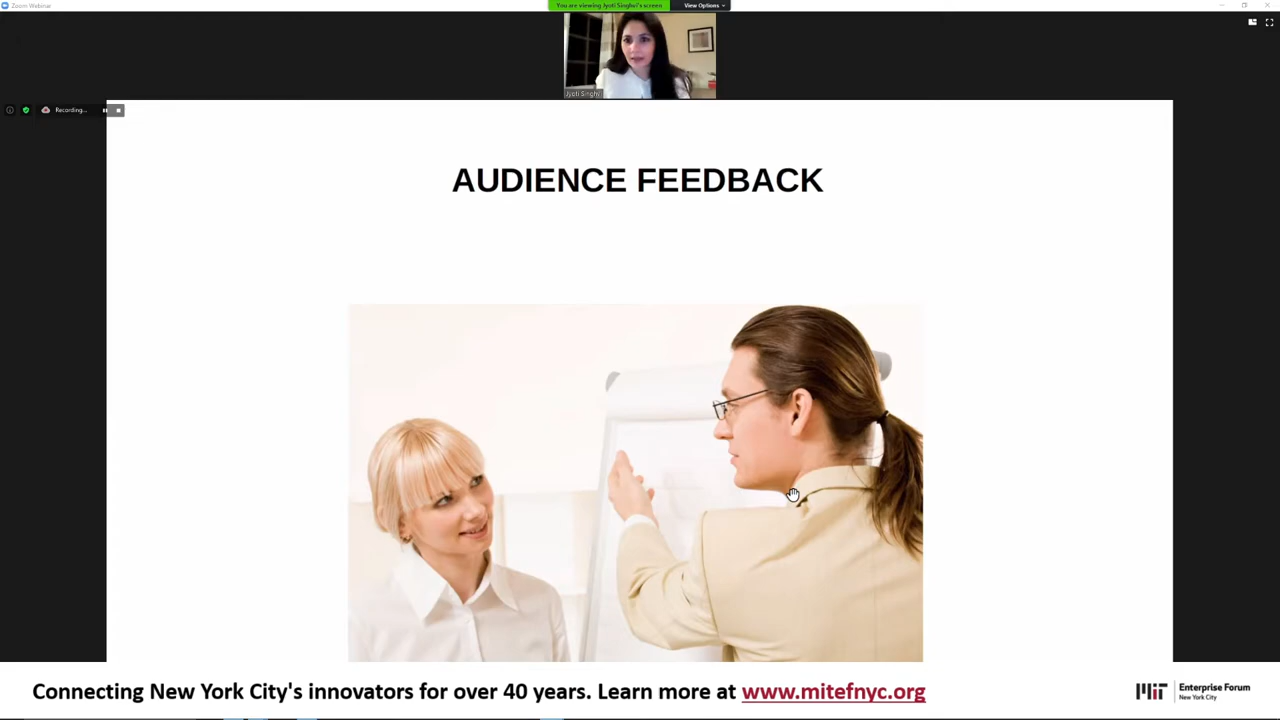 Zoom Webinar
You are viewing Jyoti Singhvi's screen
View Options
Jyoti Singhvi
Recording...
AUDIENCE FEEDBACK
Connecting New York City's innovators for over 40 years. Learn more at www.mitefnyc.org
MIT Enterprise Forum
New York City